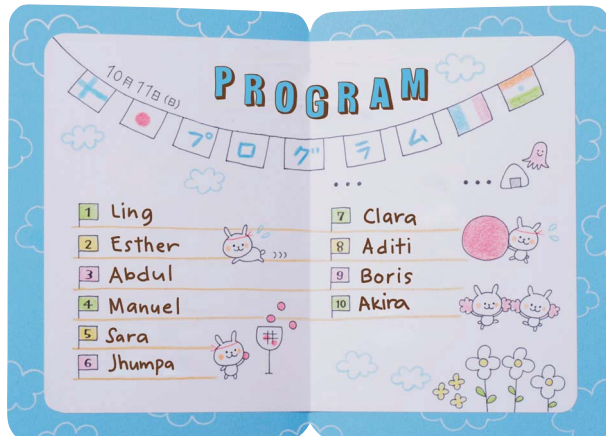 10月11日(日)
PROGRAM
プログラム
1 Ling
2 Esther
3 Abdul
4 Manuel
5 Sara
6 Jhumpa
7 Clara
8 Aditi
9 Boris
10 Akira